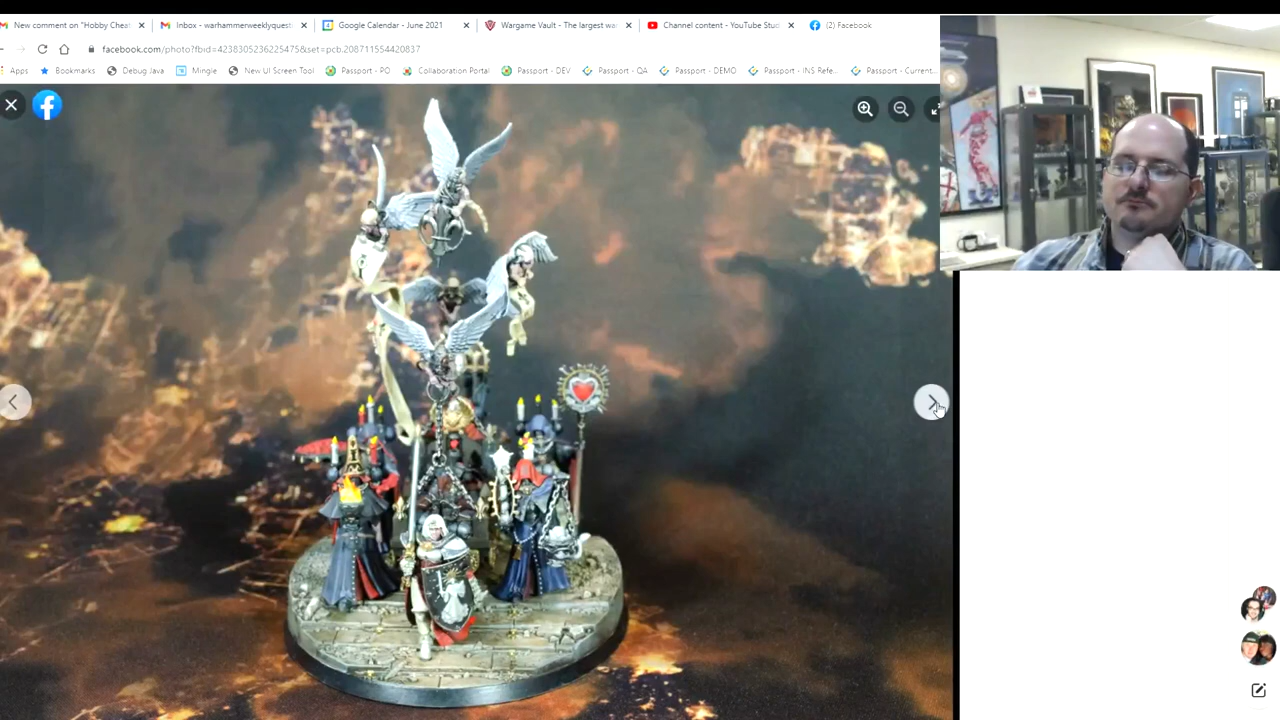 New comment on "Hobby Cheat
Inbox - warhammerweeklyquest
Google Calendar - June 2021
Wargame Vault - The largest wa
Channel content - YouTube Stud
(2) Facebook
facebook.com/photo?fbid=4238305236225475&set=pcb.208711554420837
Apps
Bookmarks
Debug Java
Mingle
New UI Screen Tool
Passport - PO
Collaboration Portal
Passport - DEV
Passport - QA
Passport - DEMO
Passport - INS Refe...
Passport - Current...